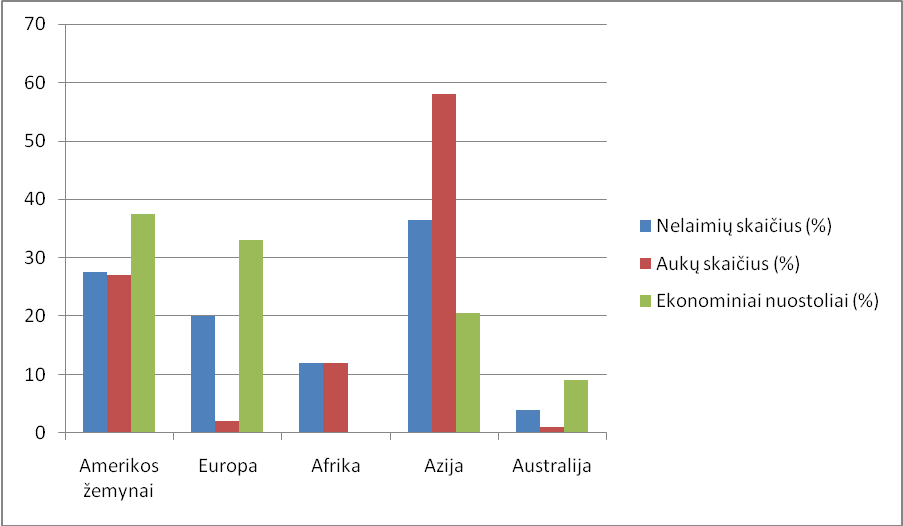 70
60
50
40
30
20
10
0
Amerikos
žemynai
Europa
Afrika
Azija
Australija
Nelaimių skaičius (%)
Aukų skaičius (%)
Ekonominiai nuostoliai (%)